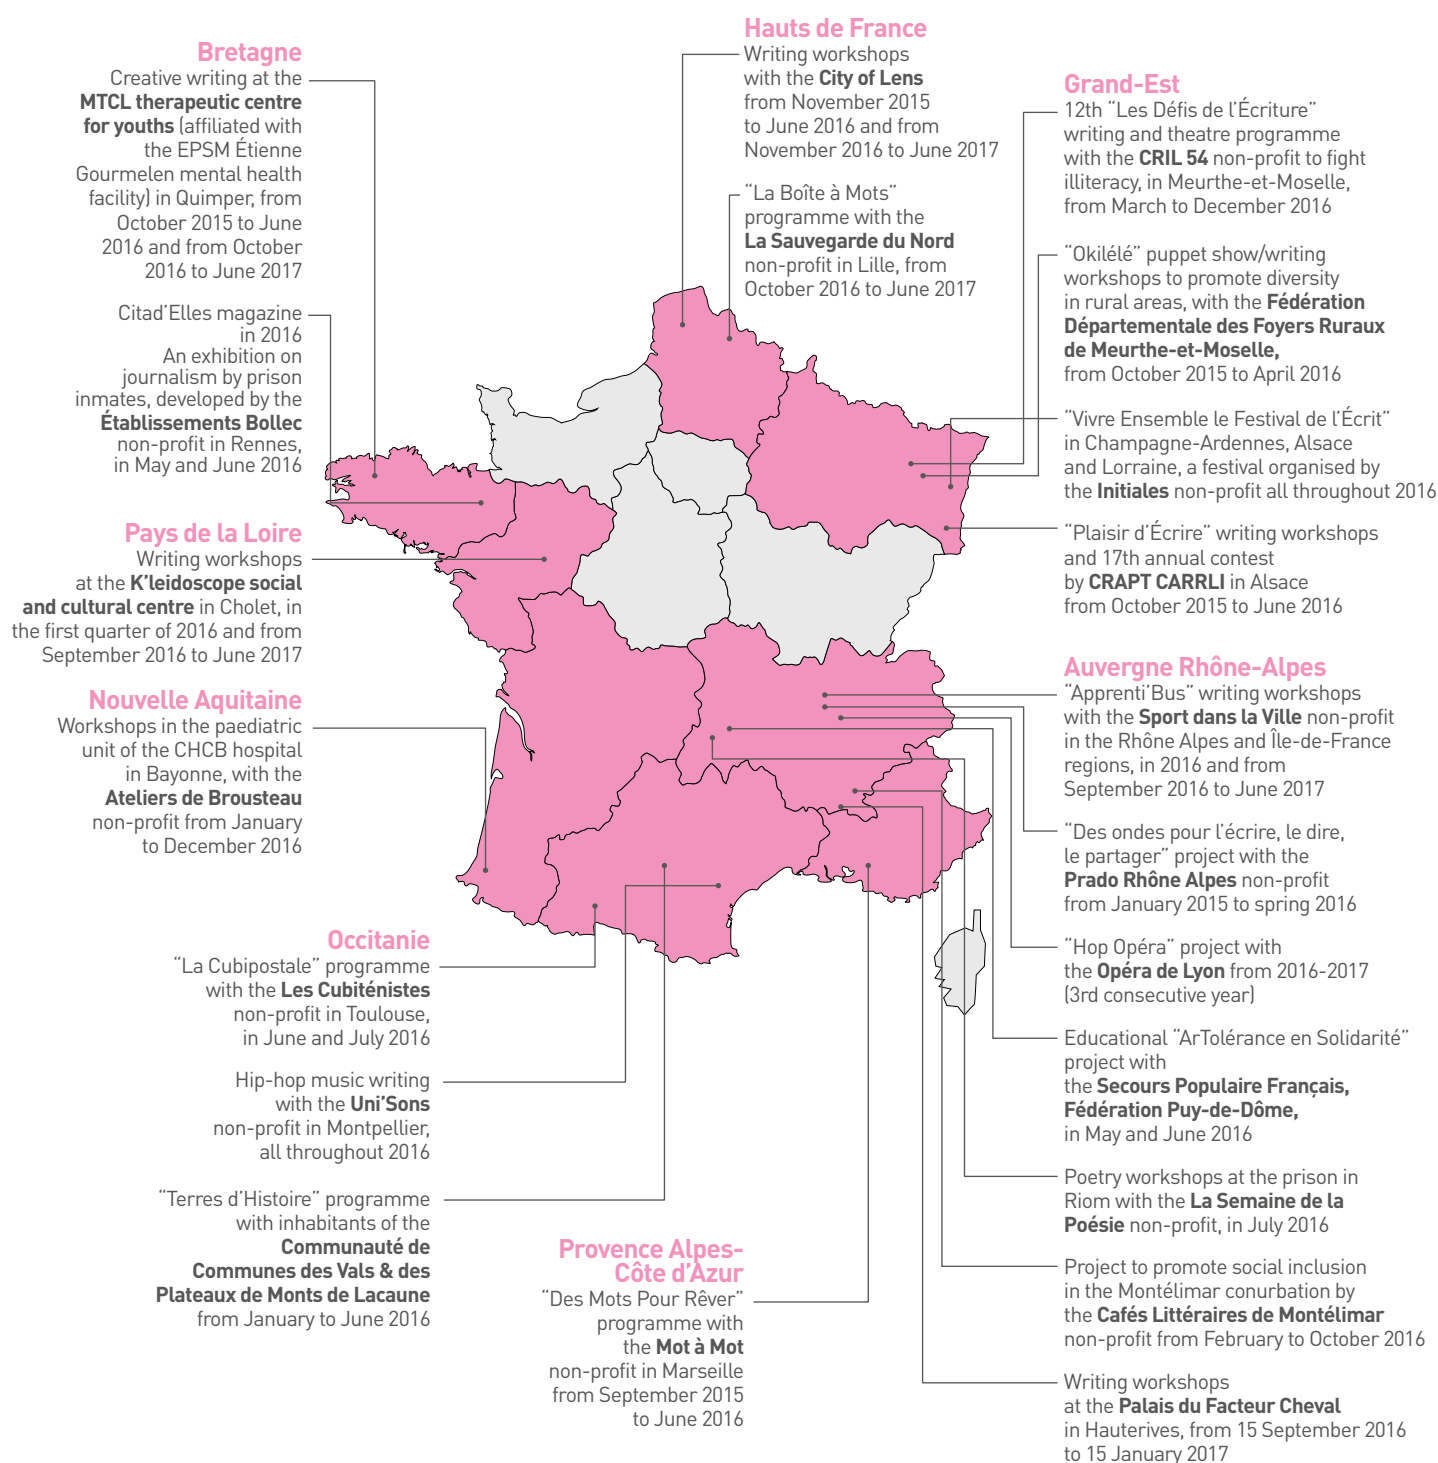 Bretagne
Creative writing at the
MTCL therapeutic centre
for youths (affiliated with
the EPSM Étienne
Gourmelen mental health
facility) in Quimper, from
October 2015 to June
2016 and from October
2016 to June 2017
Citad'Elles magazine
in 2016
An exhibition on
journalism by prison
inmates, developed by the
Établissements Bollec
non-profit in Rennes,
in May and June 2016
Pays de la Loire
Writing workshops
at the K'leidoscope social
and cultural centre in Cholet, in
the first quarter of 2016 and from
September 2016 to June 2017
Nouvelle Aquitaine
Workshops in the paediatric
unit of the CHCB hospital
in Bayonne, with the
Ateliers de Brousteau
non-profit from January
to December 2016
Occitanie
"La Cubipostale" programme
with the Les Cubiténistes
non-profit in Toulouse,
in June and July 2016
Hip-hop music writing
with the Uni'Sons
non-profit in Montpellier,
all throughout 2016
"Terres d'Histoire" programme
with inhabitants of the
Communauté de
Communes des Vals & des
Plateaux de Monts de Lacaune
from January to June 2016
Provence Alpes-
Côte d'Azur
"Des Mots Pour Rêver"
programme with
the Mot à Mot
non-profit in Marseille
from September 2015
to June 2016
Hauts de France
Writing workshops
with the City of Lens
from November 2015
to June 2016 and from
November 2016 to June 2017
"La Boîte à Mots"
programme with the
La Sauvegarde du Nord
non-profit in Lille, from
October 2016 to June 2017
Grand-Est
12th "Les Défis de l'Écriture"
writing and theatre programme
with the CRIL 54 non-profit to fight
illiteracy, in Meurthe-et-Moselle,
from March to December 2016
"Okilélé" puppet show/writing
workshops to promote diversity
in rural areas, with the Fédération
Départementale des Foyers Ruraux
de Meurthe-et-Moselle,
from October 2015 to April 2016
"Vivre Ensemble le Festival de l'Écrit"
in Champagne-Ardennes, Alsace
and Lorraine, a festival organised by
the Initiales non-profit all throughout 2016
"Plaisir d'Écrire" writing workshops
and 17th annual contest
by CRAPT CARRLI in Alsace
from October 2015 to June 2016
Auvergne Rhône-Alpes
"Apprenti'Bus" writing workshops
with the Sport dans la Ville non-profit
in the Rhône Alpes and Île-de-France
regions, in 2016 and from
September 2016 to June 2017
"Des ondes pour l'écrire, le dire,
le partager" project with the
Prado Rhône Alpes non-profit
from January 2015 to spring 2016
"Hop Opéra" project with
the Opéra de Lyon from 2016-2017
(3rd consecutive year)
Educational "ArTolérance en Solidarité"
project with
the Secours Populaire Français,
Fédération Puy-de-Dôme,
in May and June 2016
Poetry workshops at the prison in
Riom with the La Semaine de la
Poésie non-profit, in July 2016
Project to promote social inclusion
in the Montélimar conurbation by
the Cafés Littéraires de Montélimar
non-profit from February to October 2016
Writing workshops
at the Palais du Facteur Cheval
in Hauterives, from 15 September 2016
to 15 January 2017